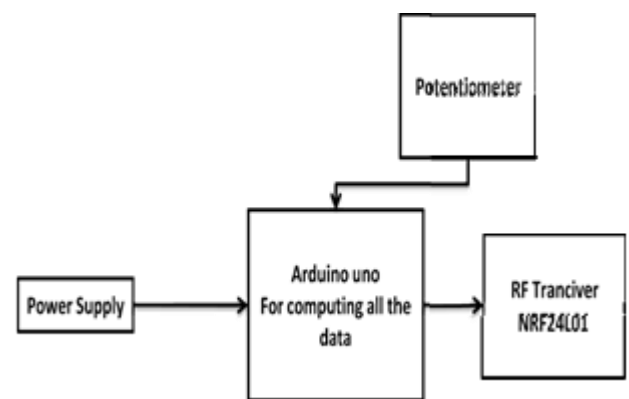 Potentiometer
Power Supply
Arduino uno
For computing all the
data
RF Tranciver
NRF24L01